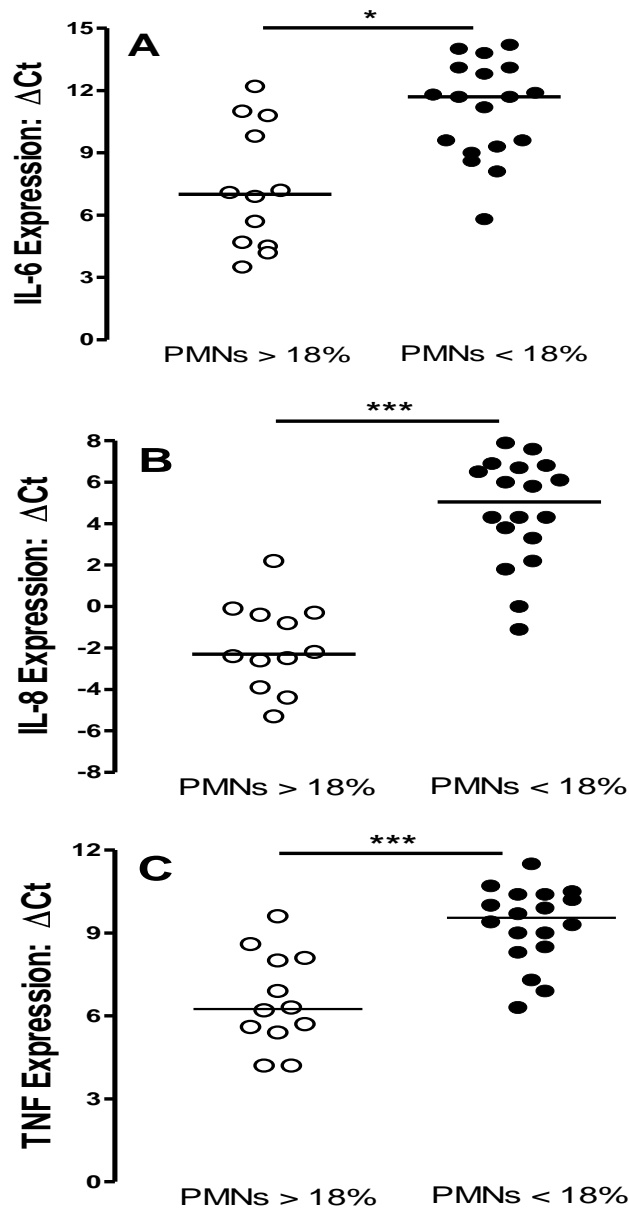 A
*
IL-6 Expression: ΔCt
15
12
9
6
3
0
PMNs > 18%
PMNs < 18%
B
***
IL-8 Expression: ΔCt
8
6
4
2
0
-2
-4
-6
-8
PMNs > 18%
PMNs < 18%
C
***
TNF Expression: ΔCt
12
9
6
3
0
PMNs > 18%
PMNs < 18%